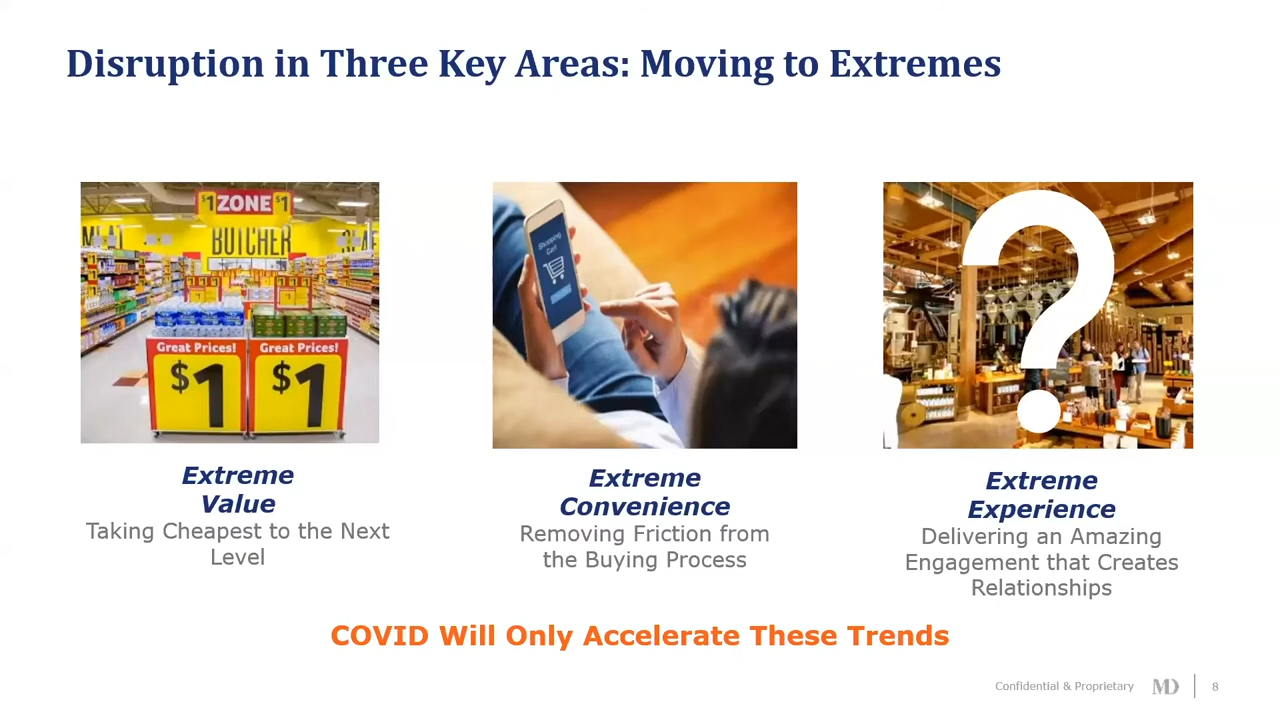 Disruption in Three Key Areas: Moving to Extremes
$1 ZONE $1
BUTCHER
Great Prices! Great Prices!
$1 $1
Shopping
Cart
Extreme
Value
Taking Cheapest to the Next
Level
Extreme
Convenience
Removing Friction from
the Buying Process
?
Extreme
Experience
Delivering an Amazing
Engagement that Creates
Relationships
COVID Will Only Accelerate These Trends
Confidential & Proprietary MD 8